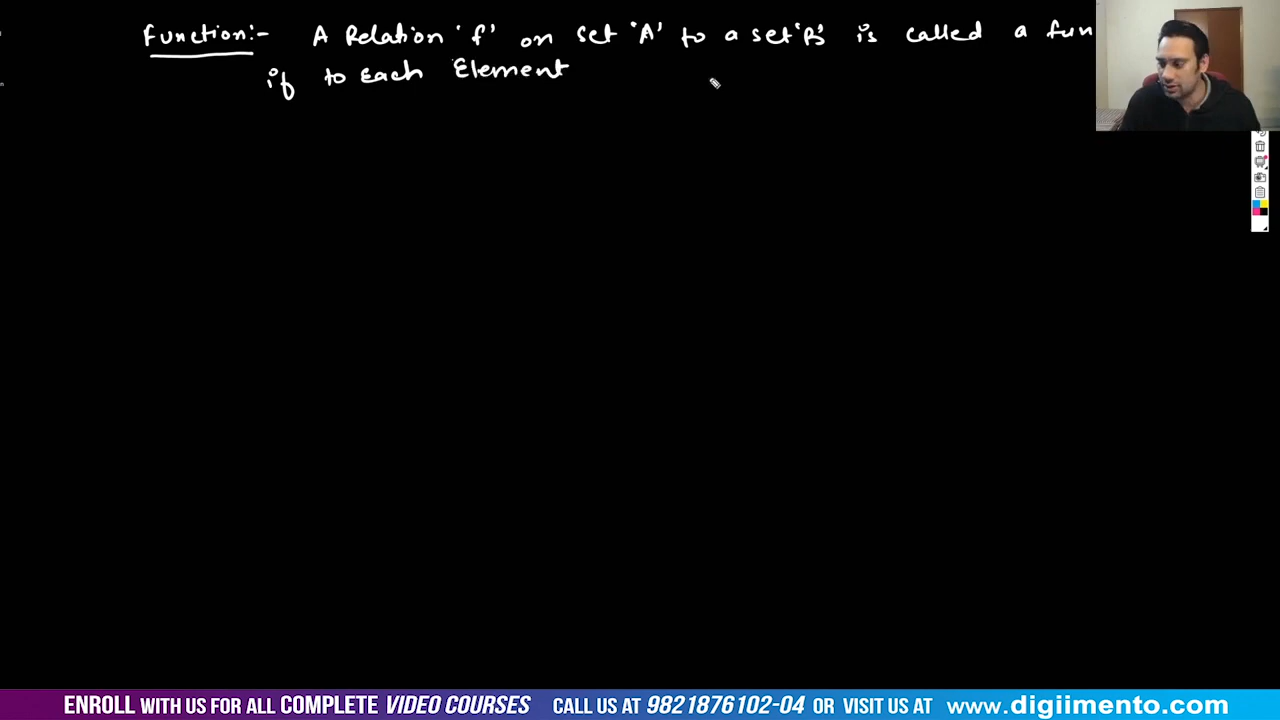 Function:- A Relation 'f' on set 'A' to a set 'B' is called a fun
if to Each Element
ENROLL WITH US FOR ALL COMPLETE VIDEO COURSES CALL US AT 9821876102-04 OR VISIT US AT www.digiimento.com